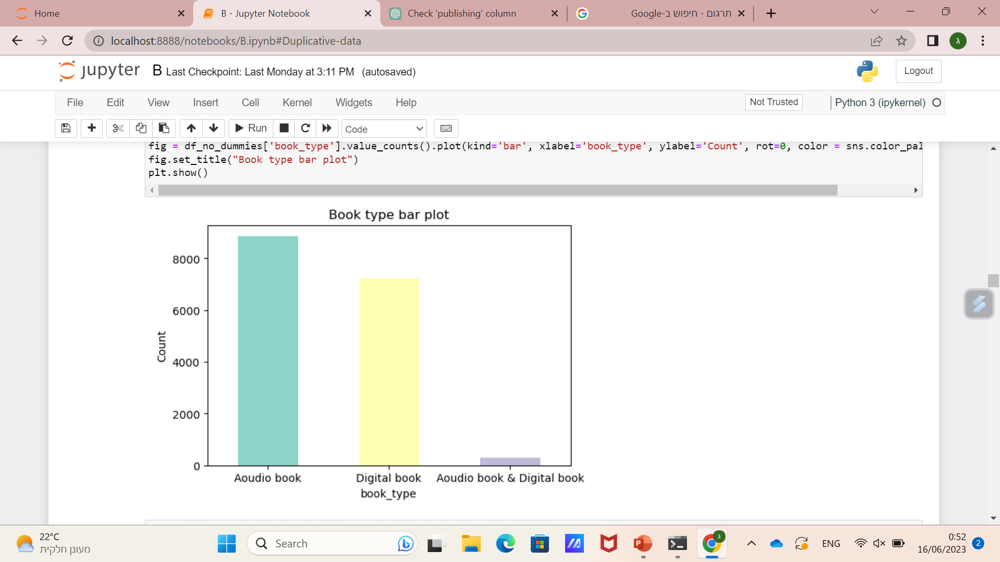 Home
B - Jupyter Notebook
Check 'publishing' column
תרגום - חיפוש ב-Google
localhost:8888/notebooks/B.ipynb#Duplicative-data
ג
jupyter B Last Checkpoint: Last Monday at 3:11 PM (autosaved)
Logout
File Edit View Insert Cell Kernel Widgets Help
Not Trusted
Python 3 (ipykernel)
Run
Code
fig = df_no_dummies['book_type'].value_counts().plot(kind='bar', xlabel='book_type', ylabel='Count', rot=0, color = sns.color_pal
fig.set_title("Book type bar plot")
plt.show()
Book type bar plot
8000
6000
4000
2000
0
Count
Aoudio book
Digital book
Aoudio book & Digital book
book_type
22°C
מעונן חלקית
Search
P
ג
ENG
0:52
16/06/2023
2